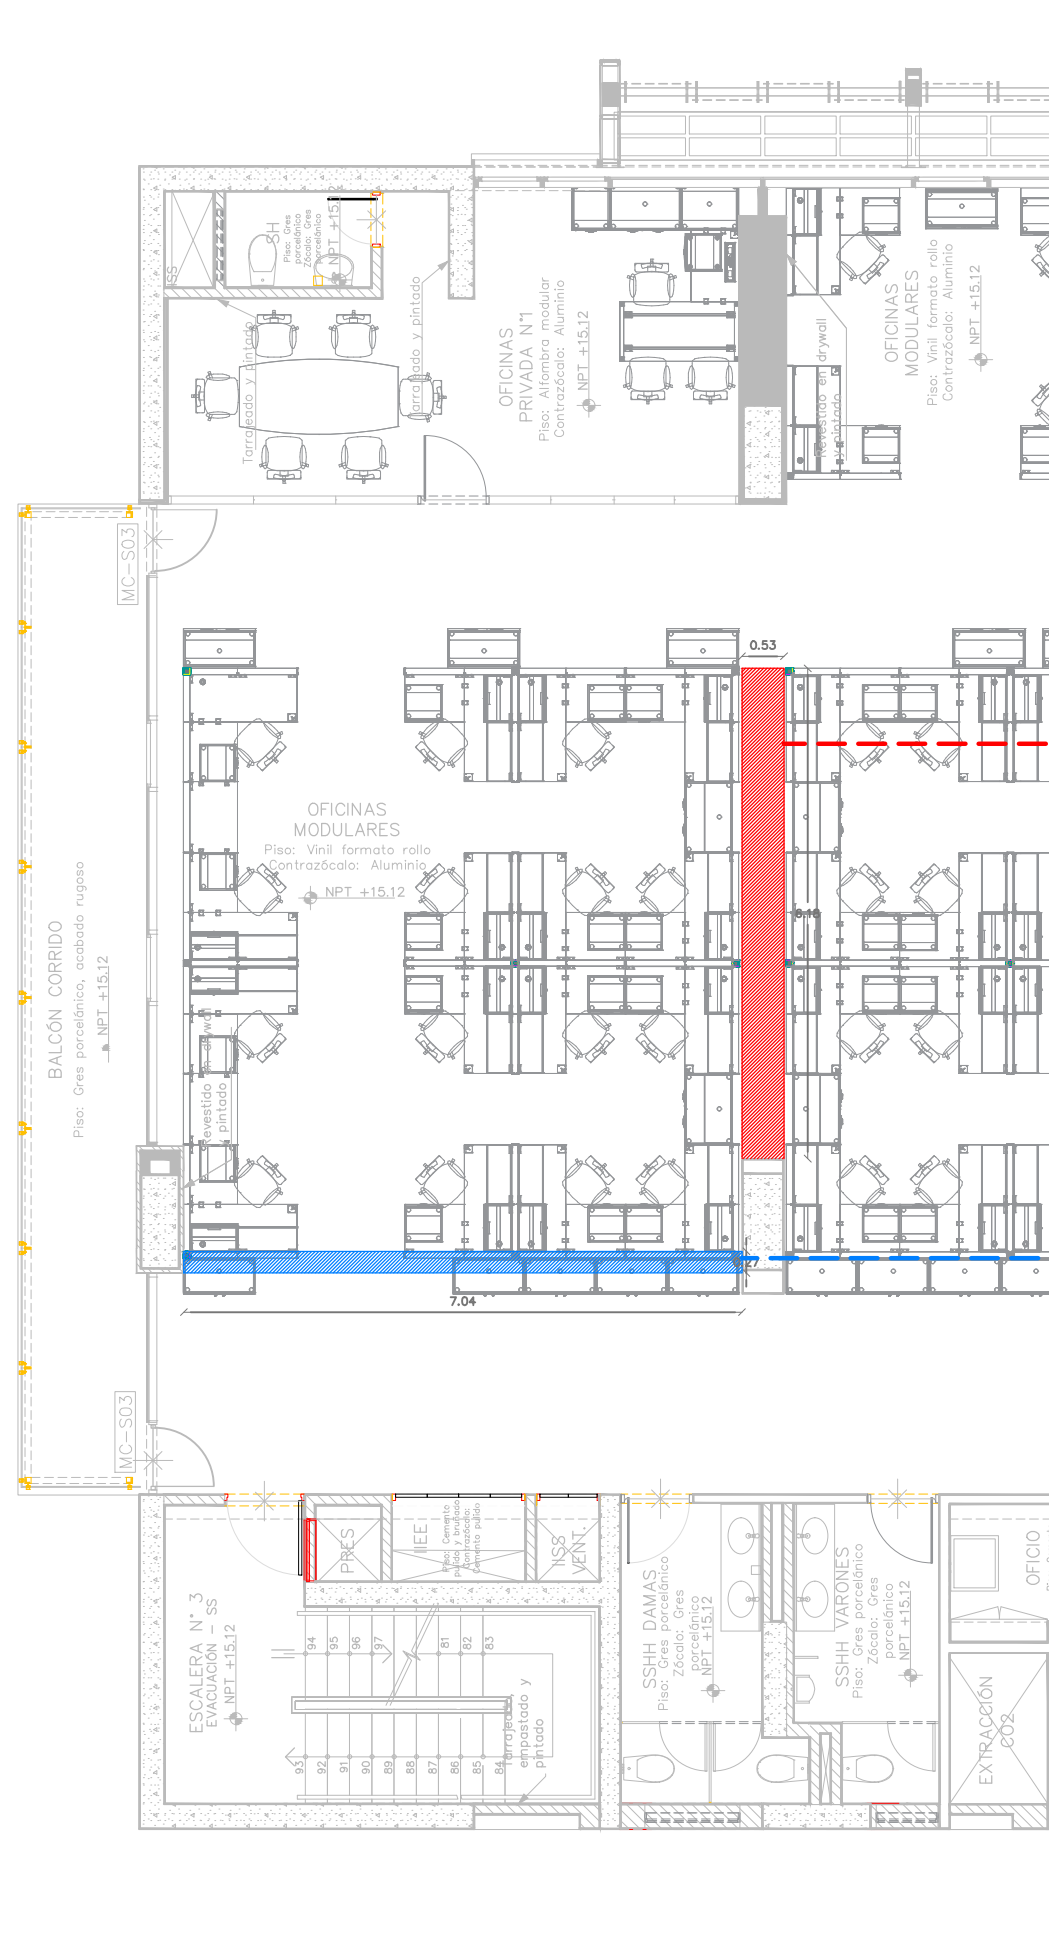 SH
Piso: Gres
porcelánico
Zócalo: Gres
porcelánico
NPT +15.12
Tarrajeado y pintado
Tarrajeado y pintado
OFICINAS
PRIVADA N°1
Piso: Alfombra modular
Contrazócalo: Aluminio
NPT +15.12
Revestido en drywall
y pintado
OFICINAS
MODULARES
Piso: Vinil formato rollo
Contrazócalo: Aluminio
NPT +15.12
MC-S03
0.53
OFICINAS
MODULARES
Piso: Vinil formato rollo
Contrazócalo: Aluminio
NPT +15.12
BALCÓN CORRIDO
Piso: Gres porcelánico, acabado rugoso
NPT +15.12
Revestido en drywall
y pintado
7.04
MC-S03
PRES
IIEE
Piso: Cemento
pulido y bruñado
Contrazócalo:
Cemento pulido
IISS
VENT.
ESCALERA N° 3
EVACUACIÓN - SS
NPT +15.12
94
95
96
97
81
82
83
93
92
91
90
89
88
87
86
85
84
Tarrajeado,
empastado y
pintado
SSHH DAMAS
Piso: Gres porcelánico
Zócalo: Gres
porcelánico
NPT +15.12
SSHH VARONES
Piso: Gres porcelánico
Zócalo: Gres
porcelánico
NPT +15.12
OFICIO
EXTRACCIÓN
CO2